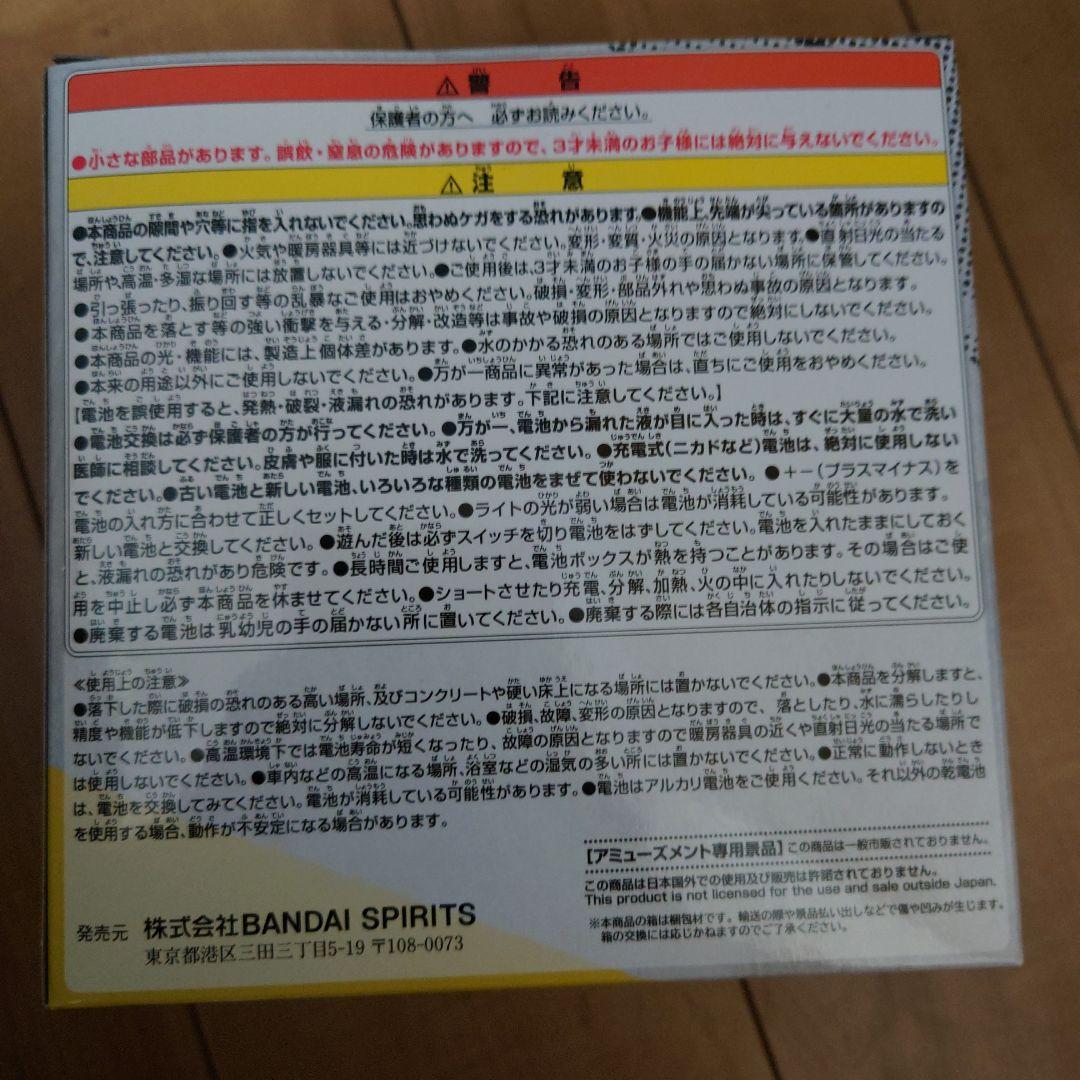 ⚠警 告
保護者の方へ 必ずお読みください。
●小さな部品があります。誤飲・窒息の危険がありますので、3才未満のお子様には絶対に与えないでください。
⚠注 意
●本商品の隙間や穴等に指を入れないでください。思わぬケガをする恐れがあります。●機能上、先端が尖っている箇所がありますの
で、注意してください。●火気や暖房器具等には近づけないでください。変形・変質・火災の原因となります。●直射日光の当たる
場所や、高温・多湿な場所には放置しないでください。●ご使用後は、3才未満のお子様の手の届かない場所に保管してください。
●引っ張ったり、振り回す等の乱暴なご使用はおやめください。破損・変形・部品外れや思わぬ事故の原因となります。
●本商品を落とす等の強い衝撃を与える・分解・改造等は事故や破損の原因となりますので絶対にしないでください。
●本商品の光・機能には、製造上個体差があります。●水のかかる恐れのある場所ではご使用しないでください。
●本来の用途以外にご使用しないでください。●万が一商品に異常があった場合は、直ちにご使用をおやめください。
【電池を誤使用すると、発熱・破裂・液漏れの恐れがあります。下記に注意してください。】
●電池交換は必ず保護者の方が行ってください。●万が一、電池から漏れた液が目に入った時は、すぐに大量の水で洗い
医師に相談してください。皮膚や服に付いた時は水で洗ってください。●充電式(ニカドなど)電池は、絶対に使用しない
でください。●古い電池と新しい電池、いろいろな種類の電池をまぜて使わないでください。●+−(プラスマイナス)を
電池の入れ方に合わせて正しくセットしてください。●ライトの光が弱い場合は電池が消耗している可能性があります。
新しい電池と交換してください。●遊んだ後は必ずスイッチを切り電池をはずしてください。電池を入れたままにしておく
と、液漏れの恐れがあり危険です。●長時間ご使用しますと、電池ボックスが熱を持つことがあります。その場合はご使
用を中止し必ず本商品を休ませてください。●ショートさせたり充電、分解、加熱、火の中に入れたりしないでください。
●廃棄する電池は乳幼児の手の届かない所に置いてください。●廃棄する際には各自治体の指示に従ってください。
≪使用上の注意≫
●落下した際に破損の恐れのある高い場所、及びコンクリートや硬い床上になる場所には置かないでください。●本商品を分解しますと、
精度や機能が低下しますので絶対に分解しないでください。●破損、故障、変形の原因となりますので、落としたり、水に濡らしたりし
ないでください。●高温環境下では電池寿命が短くなったり、故障の原因となりますので暖房器具の近くや直射日光の当たる場所で
は使用しないでください。●車内などの高温になる場所、浴室などの湿気の多い所には置かないでください。●正常に動作しないとき
は、電池を交換してみてください。電池が消耗している可能性があります。●電池はアルカリ電池をご使用ください。それ以外の乾電池
を使用する場合、動作が不安定になる場合があります。
【アミューズメント専用景品】この商品は一般市販されておりません。
この商品は日本国外での使用及び販売は許諾されておりません。
This product is not licensed for the use and sale outside Japan.
※本商品の箱は梱包材です。輸送の際や景品払い出しなどで傷や凹みが生じます。
箱の交換には応じかねますのでご了承ください。
発売元 株式会社BANDAI SPIRITS
東京都港区三田三丁目5-19 〒108-0073